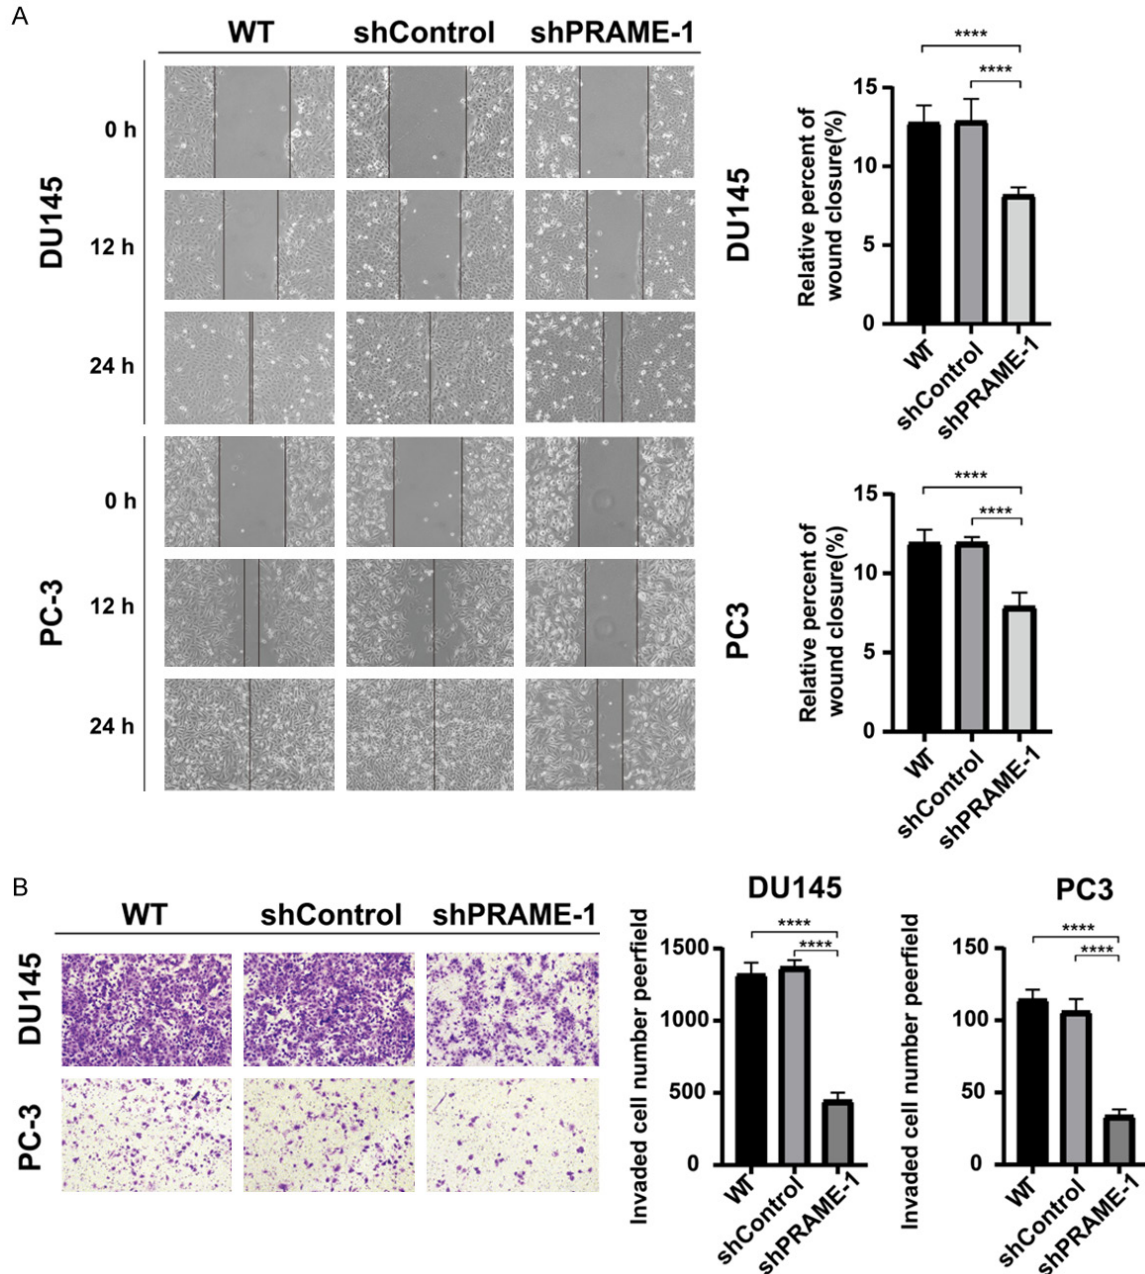 A
WT shControl shPRAME-1
DU145
0 h
12 h
24 h
PC-3
0 h
12 h
24 h
DU145
Relative percent of
wound closure(%)
****
****
15
10
5
0
WT
shControl
shPRAME-1
PC3
Relative percent of
wound closure(%)
****
****
15
10
5
0
WT
shControl
shPRAME-1
B
WT shControl shPRAME-1
DU145
PC-3
DU145
Invaded cell number perfield
****
****
1500
1000
500
0
WT
shControl
shPRAME-1
PC3
Invaded cell number perfield
****
****
150
100
50
0
WT
shControl
shPRAME-1